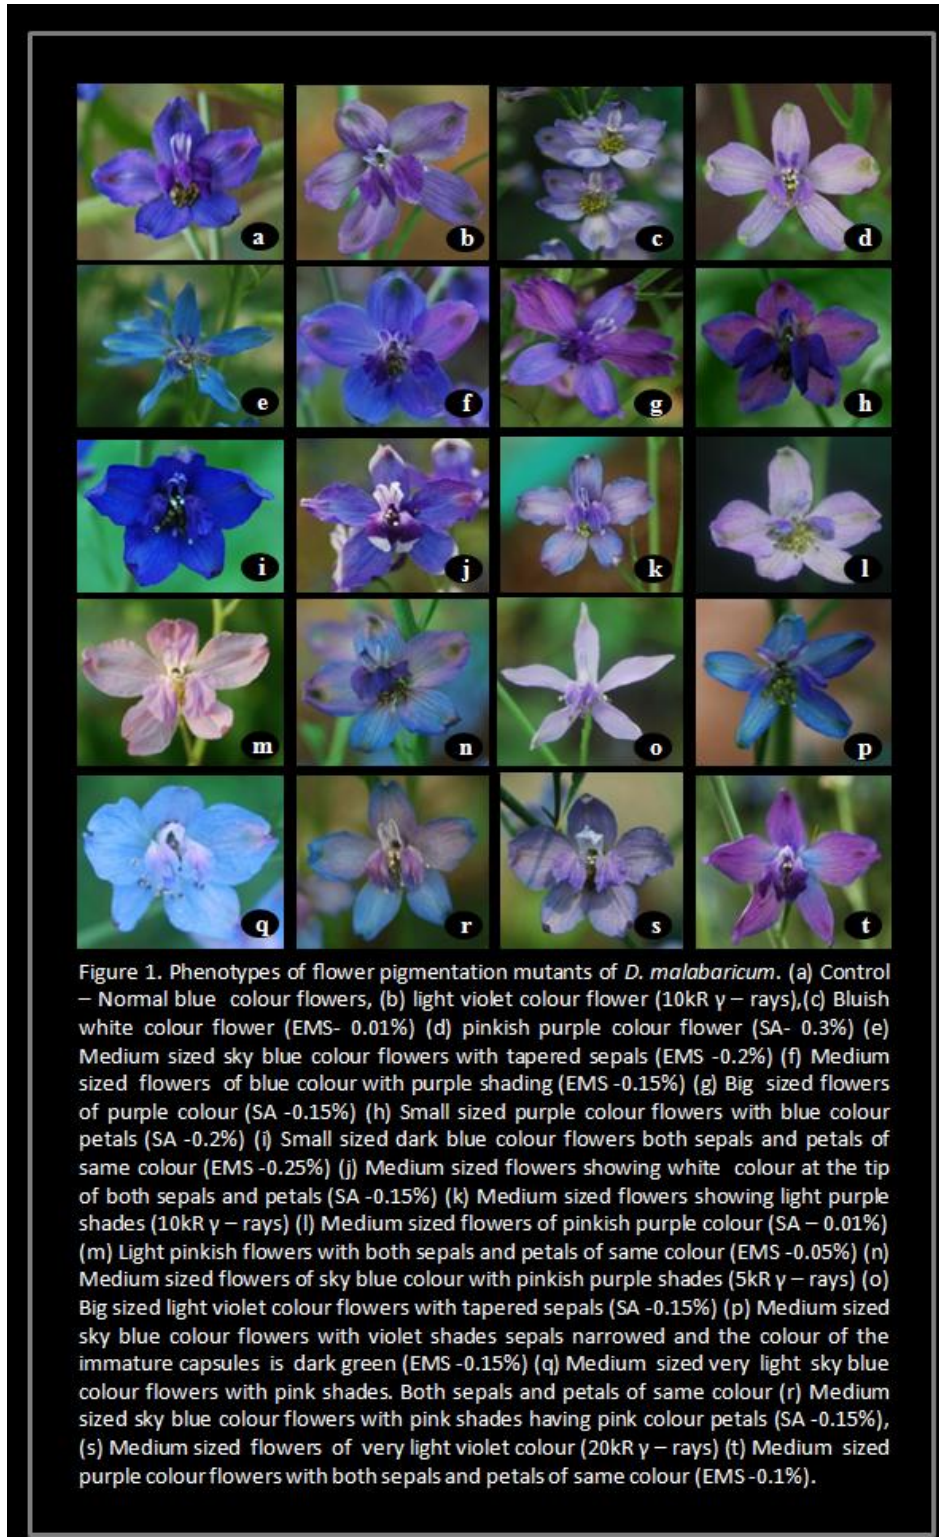 a
b
c
d
e
f
g
h
i
j
k
l
m
n
o
p
q
r
s
t
Figure 1. Phenotypes of flower pigmentation mutants of D. malabaricum. (a) Control
– Normal blue colour flowers, (b) light violet colour flower (10kR γ – rays),(c) Bluish
white colour flower (EMS- 0.01%) (d) pinkish purple colour flower (SA- 0.3%) (e)
Medium sized sky blue colour flowers with tapered sepals (EMS -0.2%) (f) Medium
sized flowers of blue colour with purple shading (EMS -0.15%) (g) Big sized flowers
of purple colour (SA -0.15%) (h) Small sized purple colour flowers with blue colour
petals (SA -0.2%) (i) Small sized dark blue colour flowers both sepals and petals of
same colour (EMS -0.25%) (j) Medium sized flowers showing white colour at the tip
of both sepals and petals (SA -0.15%) (k) Medium sized flowers showing light purple
shades (10kR γ – rays) (l) Medium sized flowers of pinkish purple colour (SA – 0.01%)
(m) Light pinkish flowers with both sepals and petals of same colour (EMS -0.05%) (n)
Medium sized flowers of sky blue colour with pinkish purple shades (5kR γ – rays) (o)
Big sized light violet colour flowers with tapered sepals (SA -0.15%) (p) Medium sized
sky blue colour flowers with violet shades sepals narrowed and the colour of the
immature capsules is dark green (EMS -0.15%) (q) Medium sized very light sky blue
colour flowers with pink shades. Both sepals and petals of same colour (r) Medium
sized sky blue colour flowers with pink shades having pink colour petals (SA -0.15%),
(s) Medium sized flowers of very light violet colour (20kR γ – rays) (t) Medium sized
purple colour flowers with both sepals and petals of same colour (EMS -0.1%).